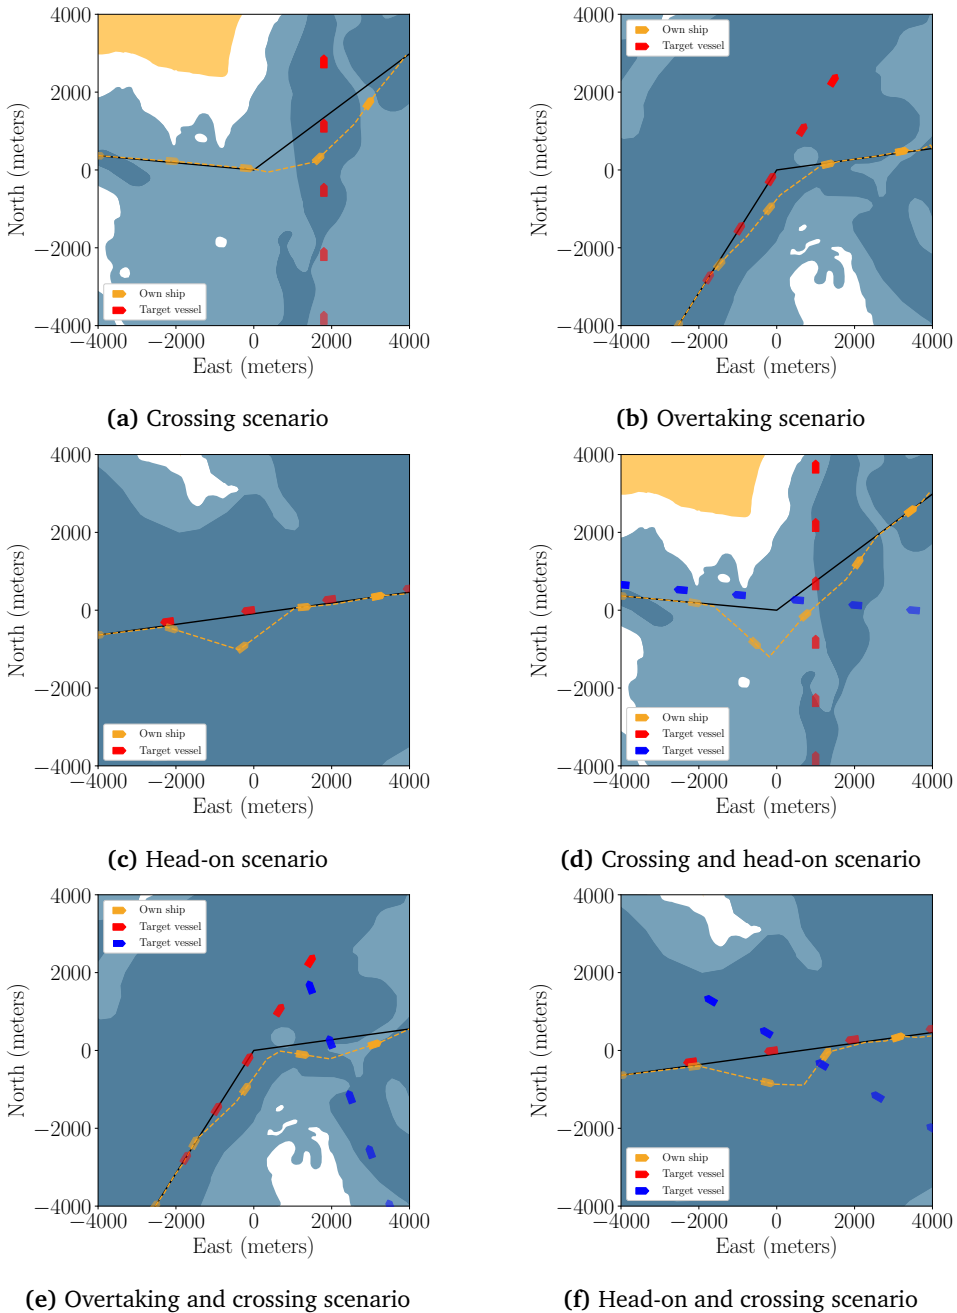 4000
2000
0
−2000
−4000
North (meters)
Own ship
Target vessel
−4000 −2000 0 2000 4000
East (meters)
(a) Crossing scenario
4000
2000
0
−2000
−4000
North (meters)
Own ship
Target vessel
−4000 −2000 0 2000 4000
East (meters)
(b) Overtaking scenario
4000
2000
0
−2000
−4000
North (meters)
Own ship
Target vessel
−4000 −2000 0 2000 4000
East (meters)
(c) Head-on scenario
4000
2000
0
−2000
−4000
North (meters)
Own ship
Target vessel
Target vessel
−4000 −2000 0 2000 4000
East (meters)
(d) Crossing and head-on scenario
4000
2000
0
−2000
−4000
North (meters)
Own ship
Target vessel
Target vessel
−4000 −2000 0 2000 4000
East (meters)
(e) Overtaking and crossing scenario
4000
2000
0
−2000
−4000
North (meters)
Own ship
Target vessel
Target vessel
−4000 −2000 0 2000 4000
East (meters)
(f) Head-on and crossing scenario